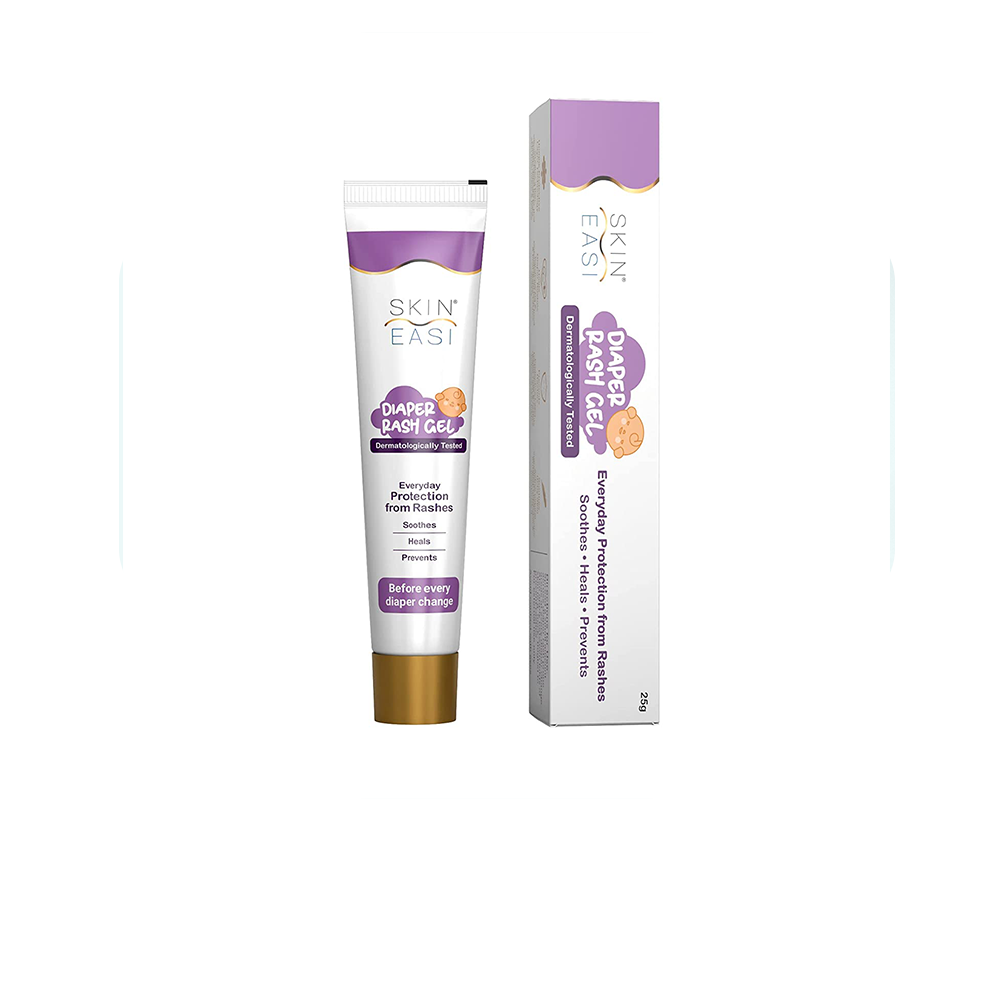 SKIN®
EASI
DIAPER
RASH GEL
Dermatologically Tested
Everyday
Protection
from Rashes
Soothes
Heals
Prevents
Before every
diaper change
SKIN®
EASI
DIAPER
RASH GEL
Dermatologically Tested
Everyday Protection from Rashes
Soothes • Heals • Prevents
25g